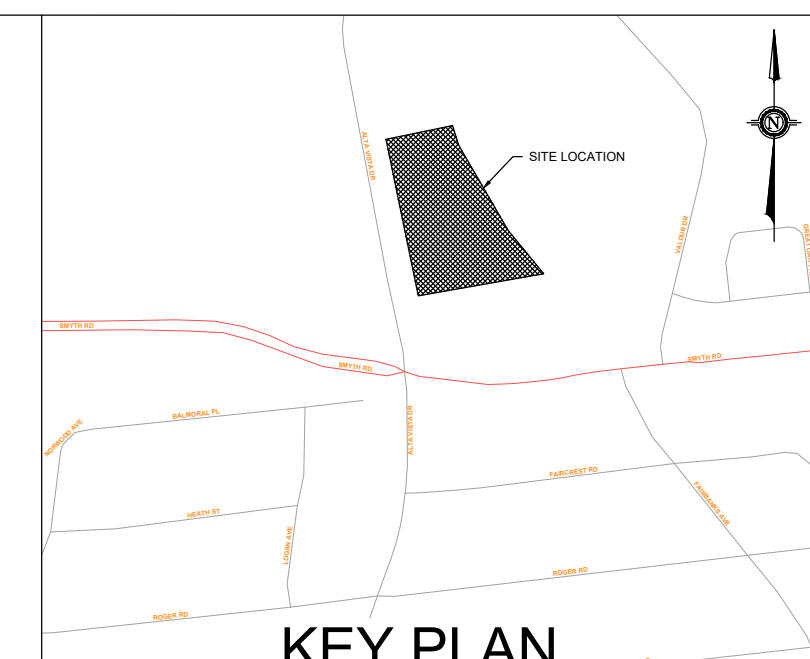 ALTA VISTA DR
SITE LOCATION
N
VALOUR DR
SMYTH RD
SMYTH RD
SMYTH RD
NORWOOD AVE
BALMORAL PL
ALTA VISTA DR
FAIRCREST RD
HEATH ST
FAIRBANKS AVE
LOGAN AVE
ROGER RD
ROGER RD
KEY PLAN